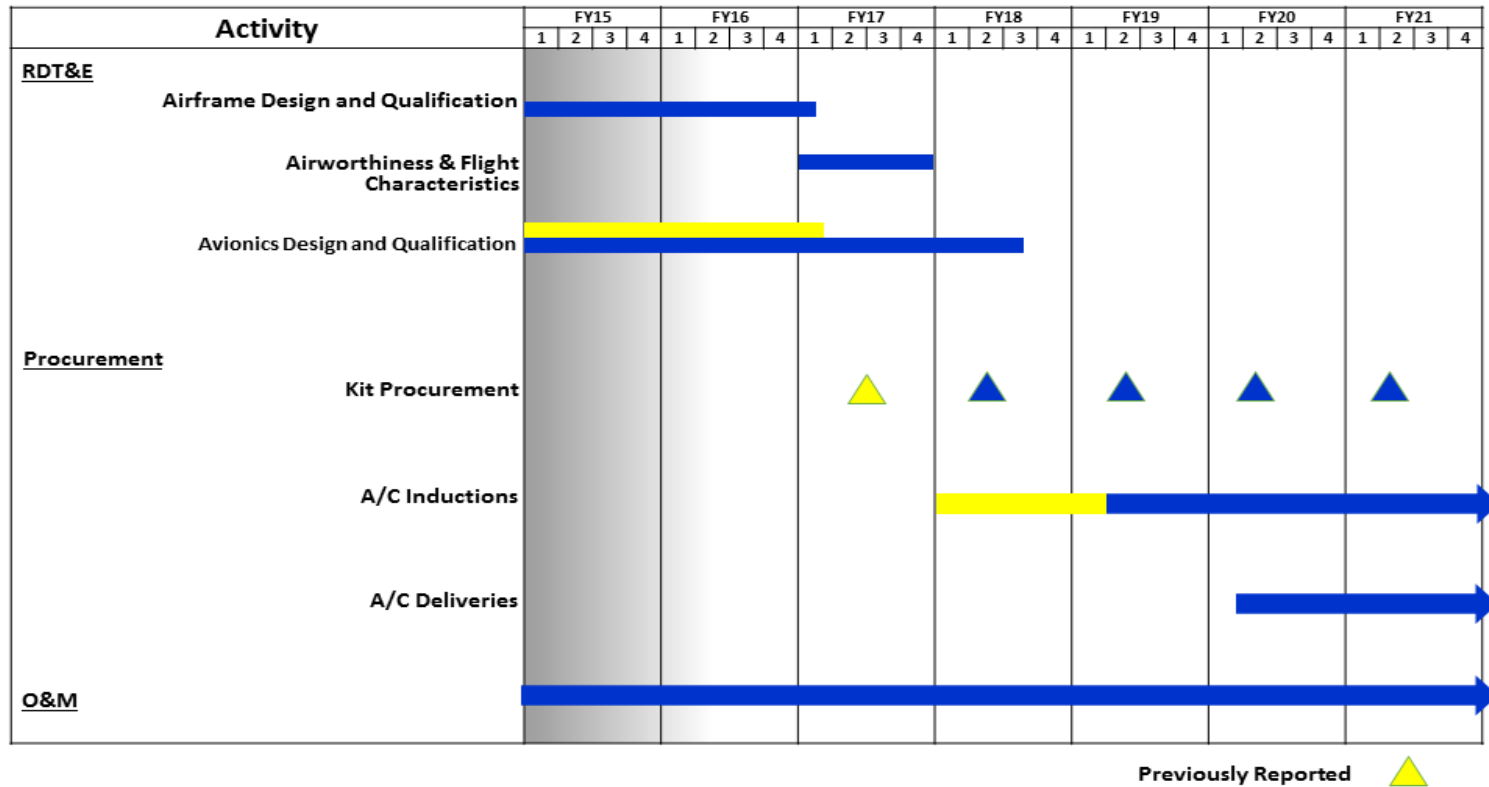 Activity
FY15 FY16 FY17 FY18 FY19 FY20 FY21
1 2 3 4 1 2 3 4 1 2 3 4 1 2 3 4 1 2 3 4 1 2 3 4 1 2 3 4
RDT&E
Airframe Design and Qualification
Airworthiness & Flight
Characteristics
Avionics Design and Qualification
Procurement
Kit Procurement
A/C Inductions
A/C Deliveries
O&M
Previously Reported